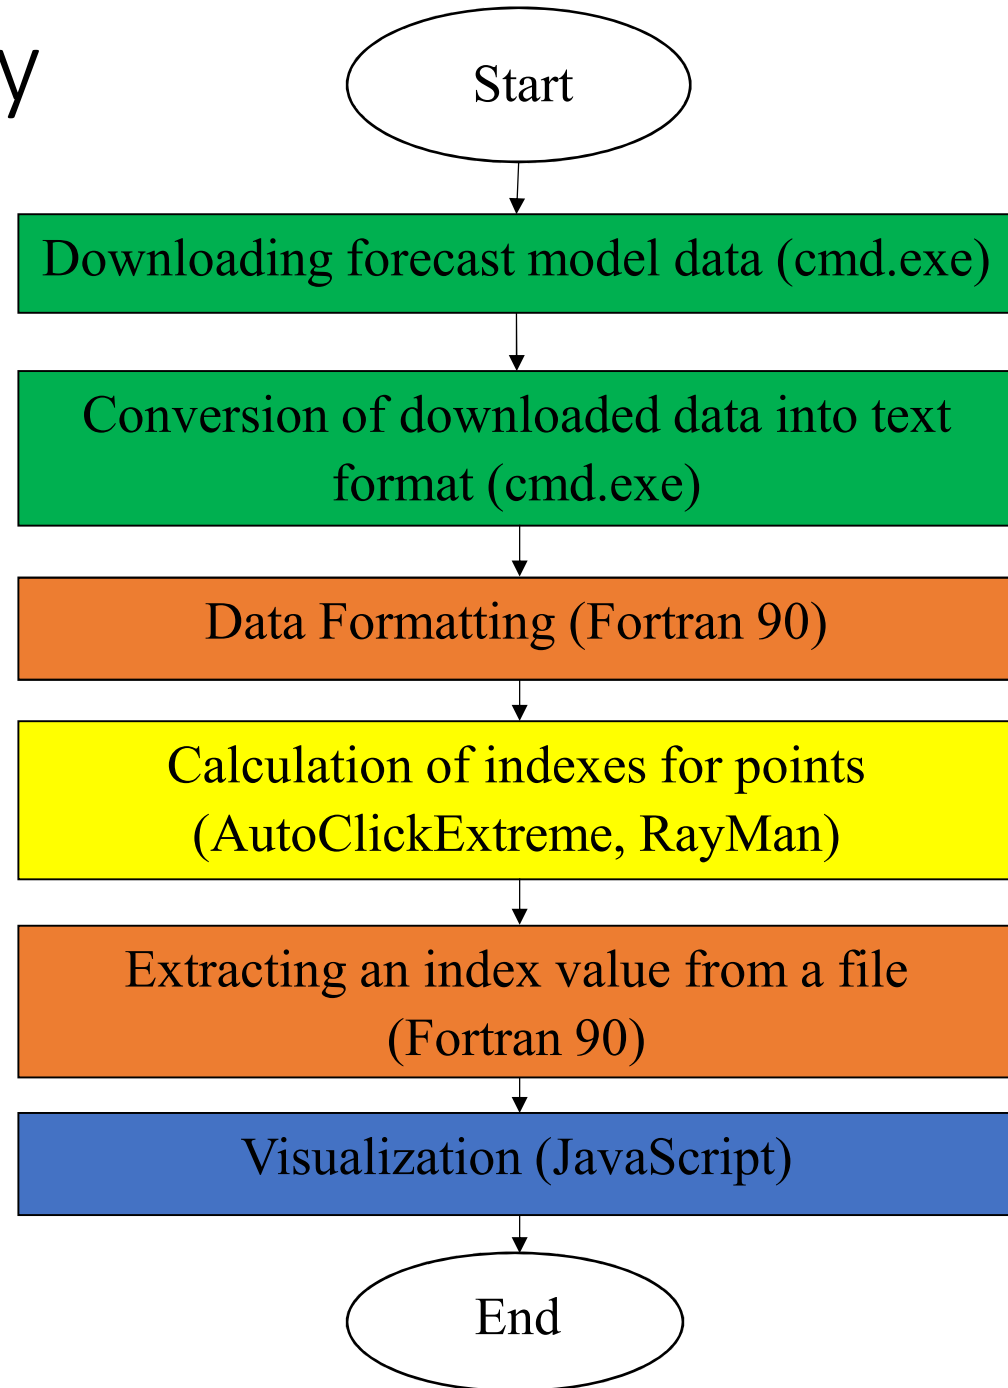 y
Start
Downloading forecast model data (cmd.exe)
Conversion of downloaded data into text
format (cmd.exe)
Data Formatting (Fortran 90)
Calculation of indexes for points
(AutoClickExtreme, RayMan)
Extracting an index value from a file
(Fortran 90)
Visualization (JavaScript)
End